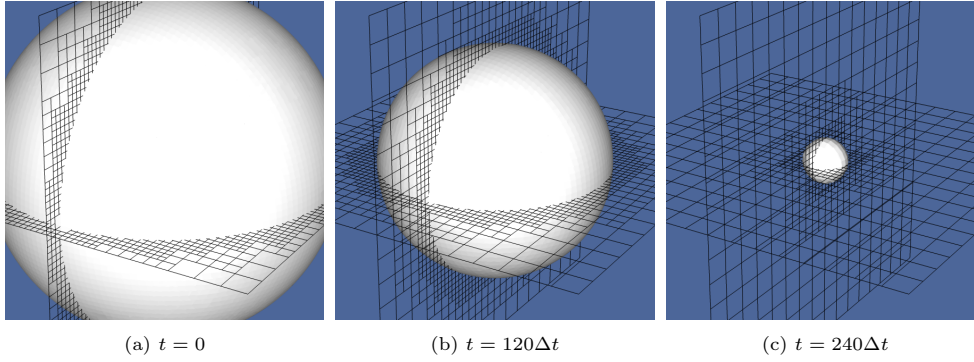 (a) t = 0 (b) t = 120Δt (c) t = 240Δt